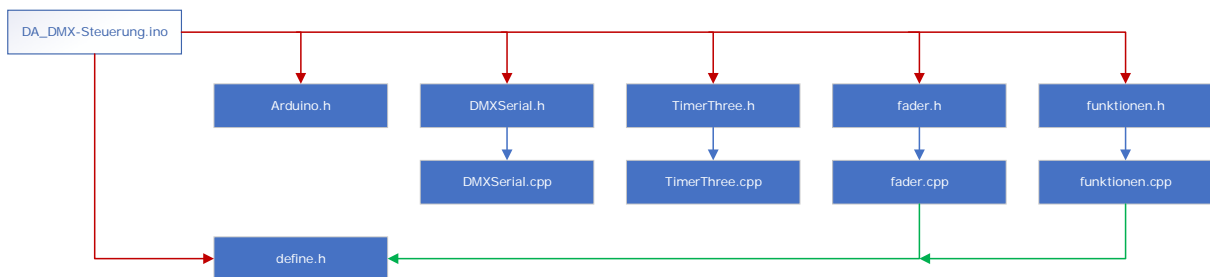 DA_DMX-Steuerung.ino
Arduino.h
DMXSerial.h
TimerThree.h
fader.h
funktionen.h
DMXSerial.cpp
TimerThree.cpp
fader.cpp
funktionen.cpp
define.h